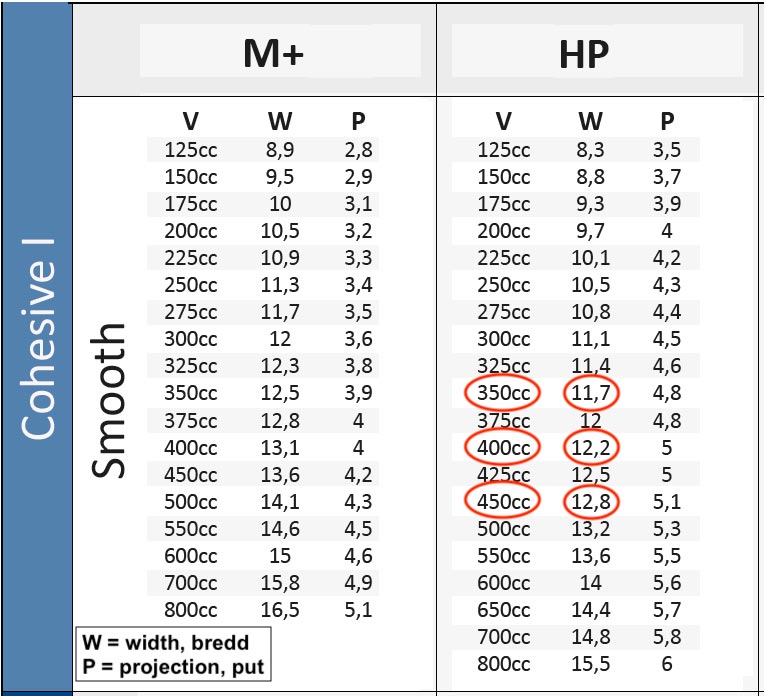 Cohesive I
Smooth
M+
V W P
125cc 8,9 2,8
150cc 9,5 2,9
175cc 10 3,1
200cc 10,5 3,2
225cc 10,9 3,3
250cc 11,3 3,4
275cc 11,7 3,5
300cc 12 3,6
325cc 12,3 3,8
350cc 12,5 3,9
375cc 12,8 4
400cc 13,1 4
450cc 13,6 4,2
500cc 14,1 4,3
550cc 14,6 4,5
600cc 15 4,6
700cc 15,8 4,9
800cc 16,5 5,1
W = width, bredd
P = projection, put
HP
V W P
125cc 8,3 3,5
150cc 8,8 3,7
175cc 9,3 3,9
200cc 9,7 4
225cc 10,1 4,2
250cc 10,5 4,3
275cc 10,8 4,4
300cc 11,1 4,5
325cc 11,4 4,6
350cc 11,7 4,8
375cc 12 4,8
400cc 12,2 5
425cc 12,5 5
450cc 12,8 5,1
500cc 13,2 5,3
550cc 13,6 5,5
600cc 14 5,6
650cc 14,4 5,7
700cc 14,8 5,8
800cc 15,5 6